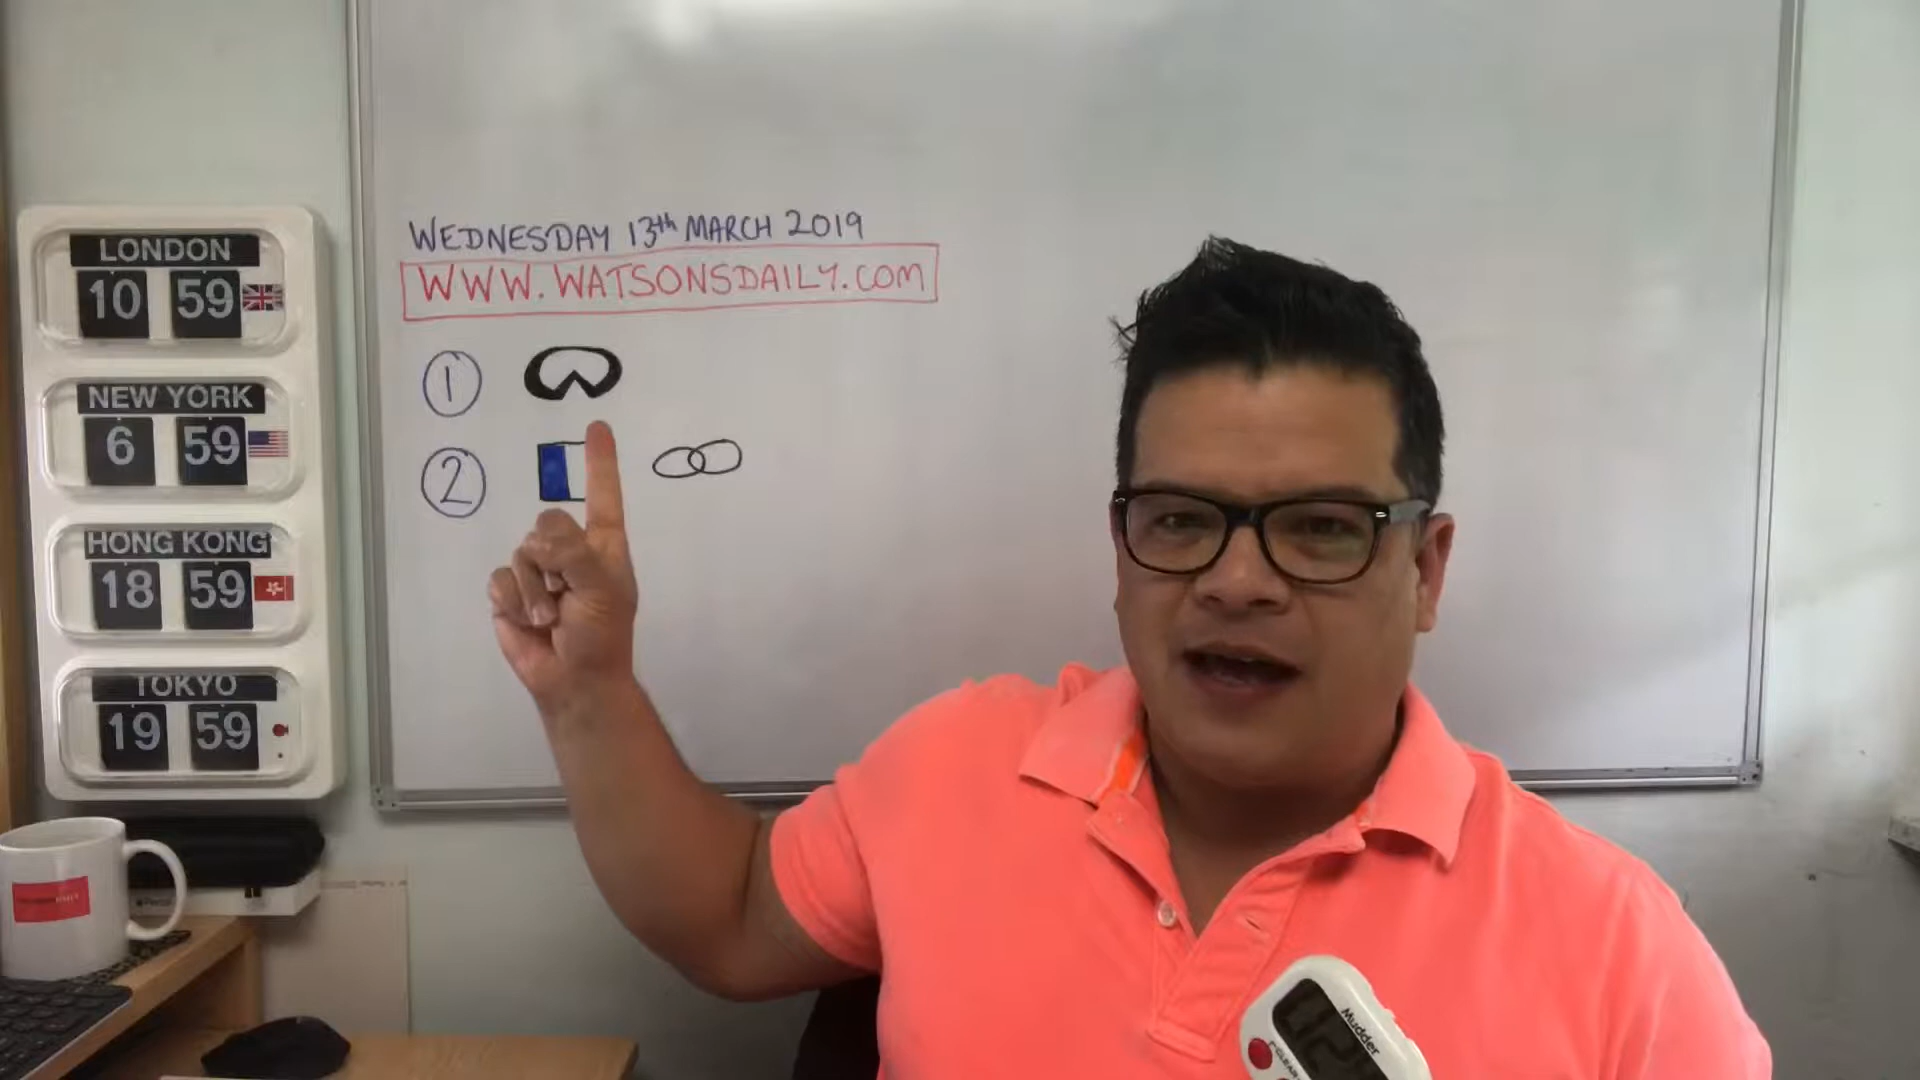 WEDNESDAY 13th MARCH 2019
WWW.WATSONSDAILY.COM
1
2
LONDON
10 59
NEW YORK
6 59
HONG KONG
18 59
TOKYO
19 59
Mudder
CLEAR